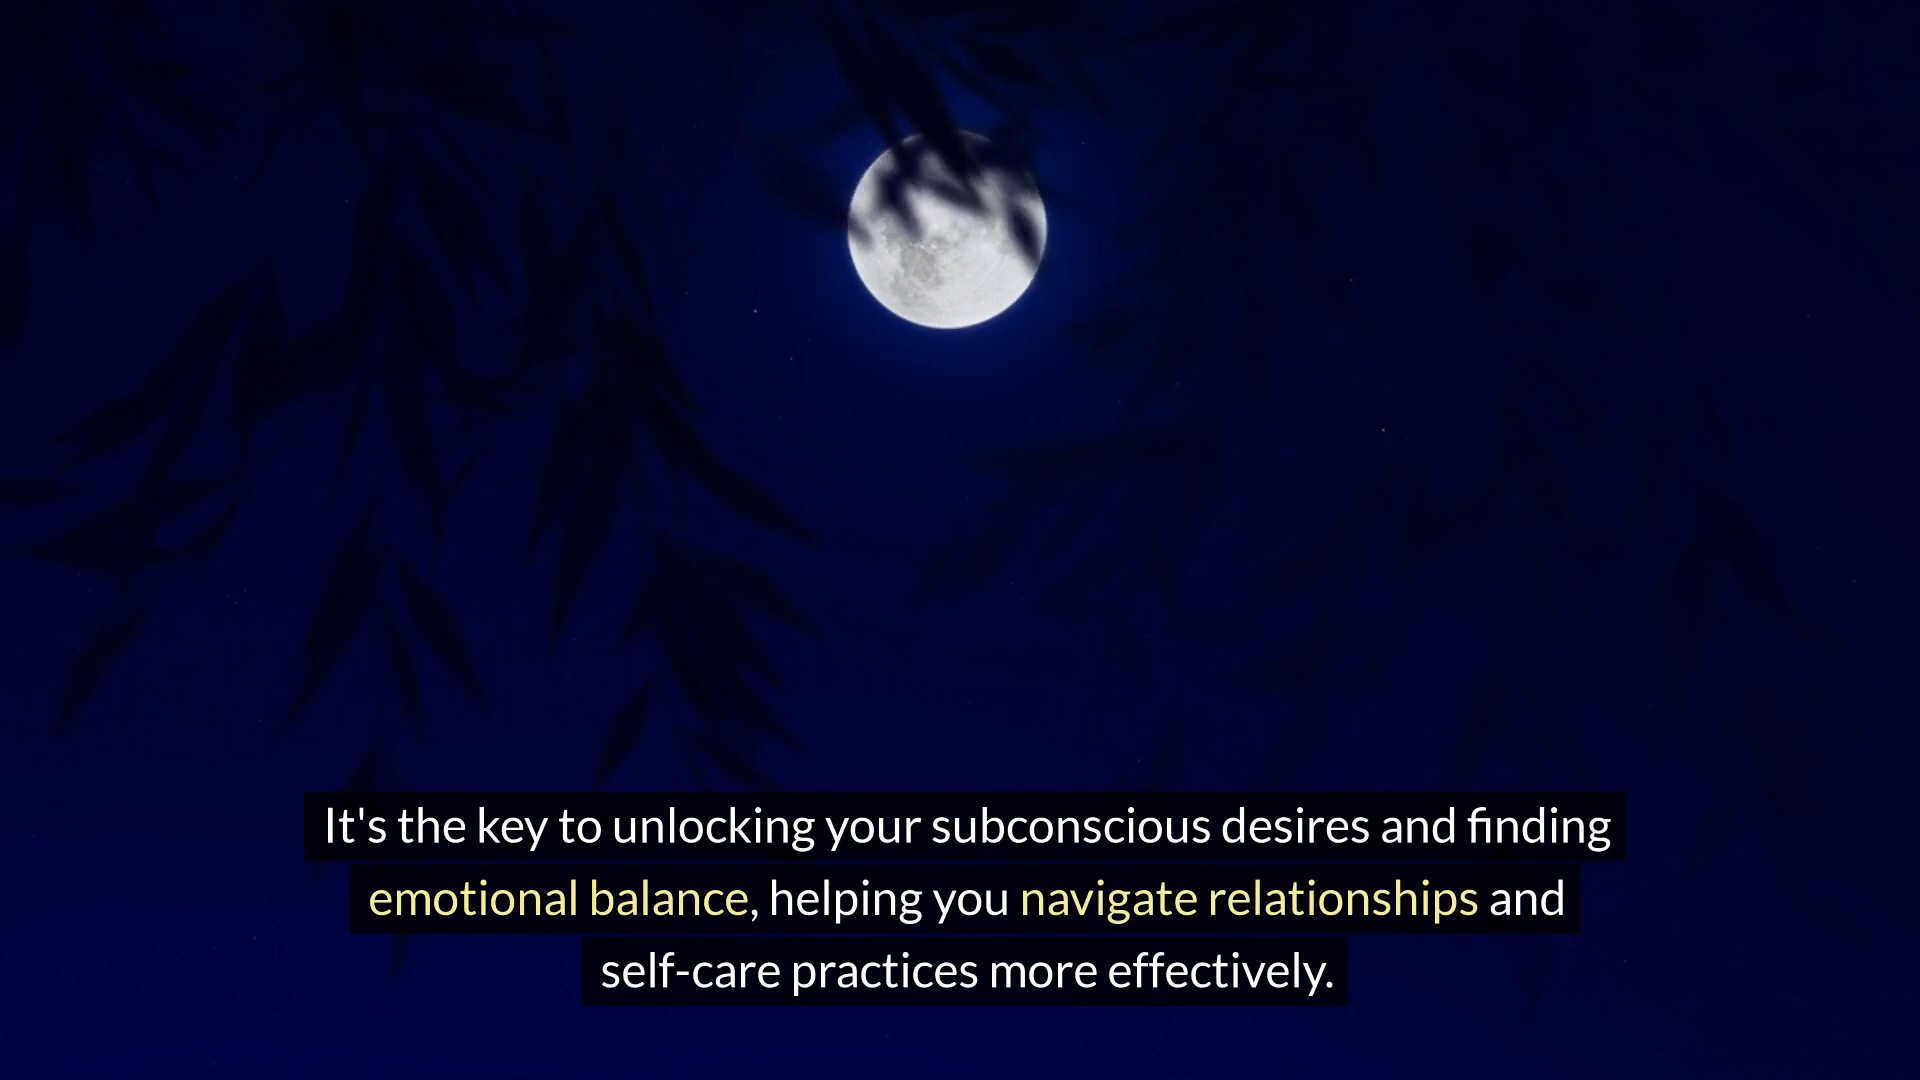 It's the key to unlocking your subconscious desires and finding
emotional balance, helping you navigate relationships and
self-care practices more effectively.